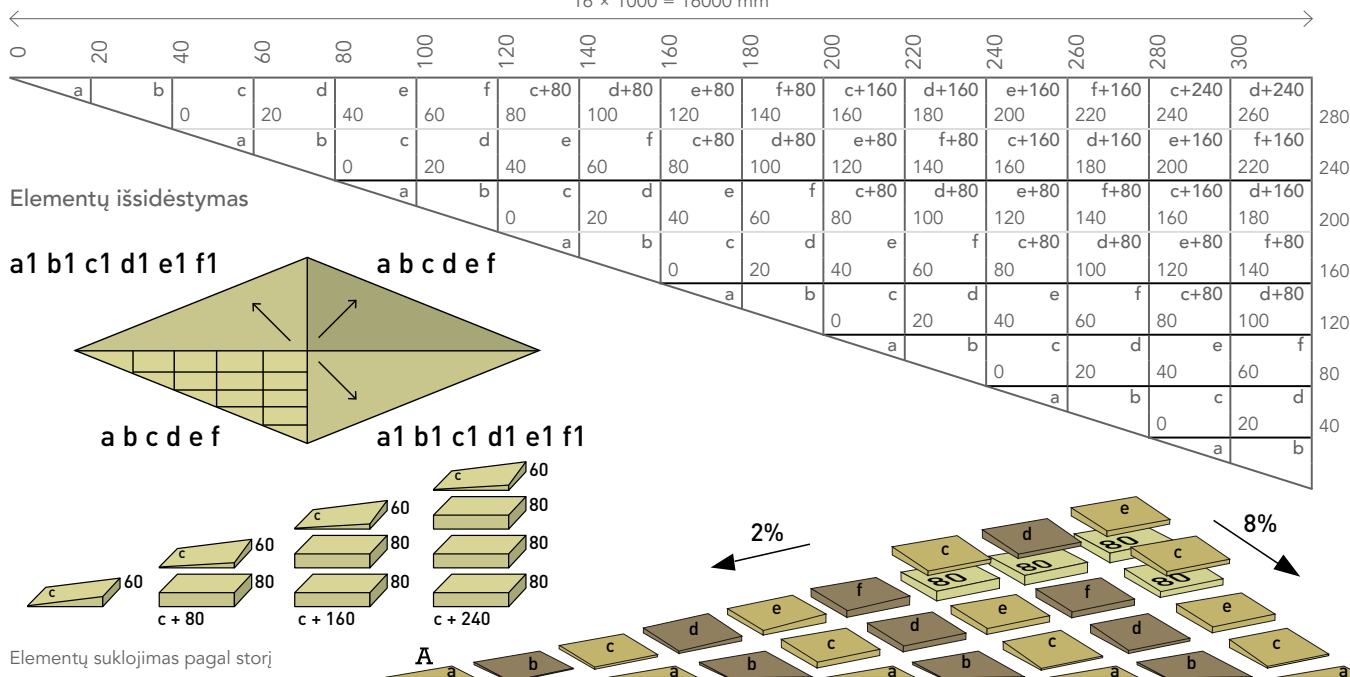 16 × 1000 = 16000 mm
0 20 40 60 80 100 120 140 160 180 200 220 240 260 280 300
a b c d e f c+80 d+80 e+80 f+80 c+160 d+160 e+160 f+160 c+240 d+240
0 20 40 60 80 100 120 140 160 180 200 220 240 260 280
a b c d e f c+80 d+80 e+80 f+80 c+160 d+160 e+160 f+160
0 20 40 60 80 100 120 140 160 180 200 220 240
Elementų išsidėstymas
a b c d e f c+80 d+80 e+80 f+80 c+160 d+160
0 20 40 60 80 100 120 140 160 180 200
a b c d e f c+80 d+80 e+80 f+80
0 20 40 60 80 100 120 140 160
a b c d e f c+80 d+80
0 20 40 60 80 100 120
a b c d e f
0 20 40 60 80
a b c d
0 20 40
a b
a1 b1 c1 d1 e1 f1
a b c d e f
a b c d e f
a1 b1 c1 d1 e1 f1
c 60
c 60 80
c + 80
c 60 80 80
c + 160
c 60 80 80 80
c + 240
Elementų suklojimas pagal storį
2%
8%
e
80
d
80
c
80
c
80
f f
e e e
d d d
c c c c
A
a b a b a b a b a